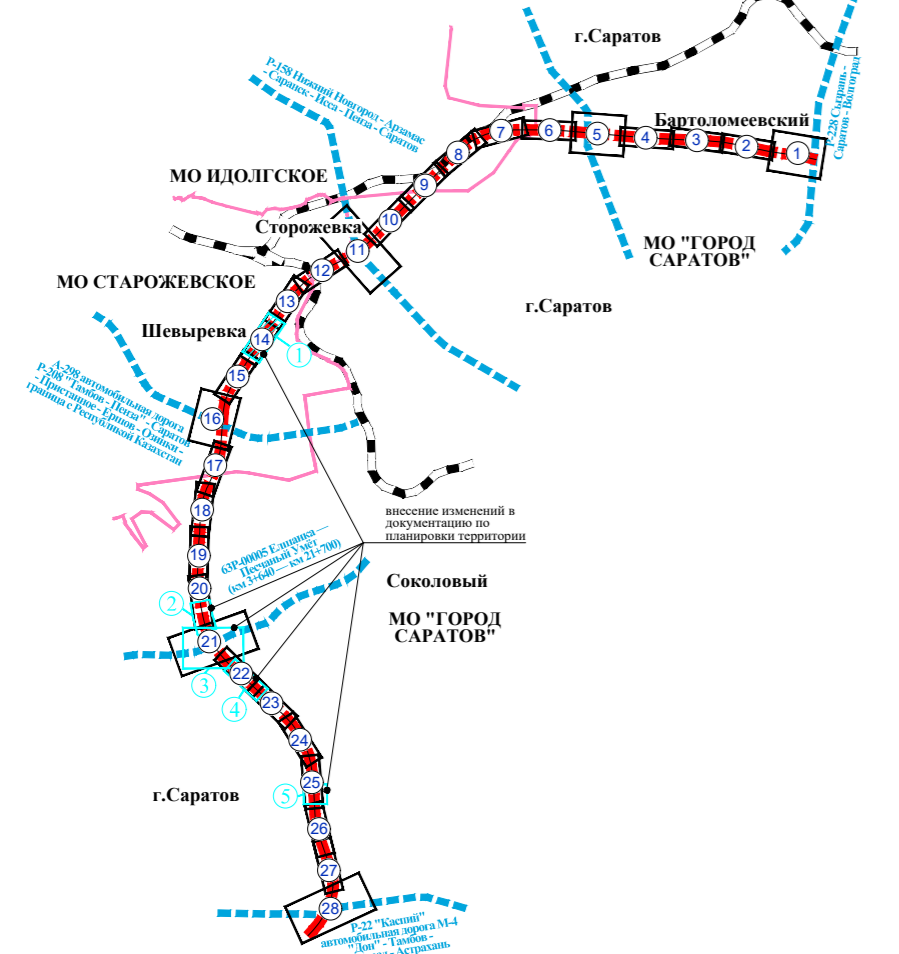 г.Саратов
Р-228 Сызрань -
Саратов - Волгоград
Р-158 Нижний Новгород - Арзамас
- Саранск - Исса - Пенза - Саратов
Бартоломеевский
1
2
3
4
5
6
7
8
9
10
11
12
13
14
15
16
17
18
19
20
21
22
23
24
25
26
27
28
МО ИДОЛГСКОЕ
Сторожевка
МО "ГОРОД
САРАТОВ"
МО СТАРОЖЕВСКОЕ
г.Саратов
Шевыревка
1
А-298 автомобильная дорога
Р-208 "Тамбов - Пенза" - Саратов
- Пристанное - Ершов - Озинки -
граница с Республикой Казахстан
внесение изменений в
документацию по
планировки территории
63Р-00005 Елшанка —
Песчаный Умёт
(км 3+640 — км 21+700)
Соколовый
2
МО "ГОРОД
САРАТОВ"
3
4
г.Саратов
5
Р-22 "Каспий"
автомобильная дорога М-4
"Дон" - Тамбов -
- Астрахань